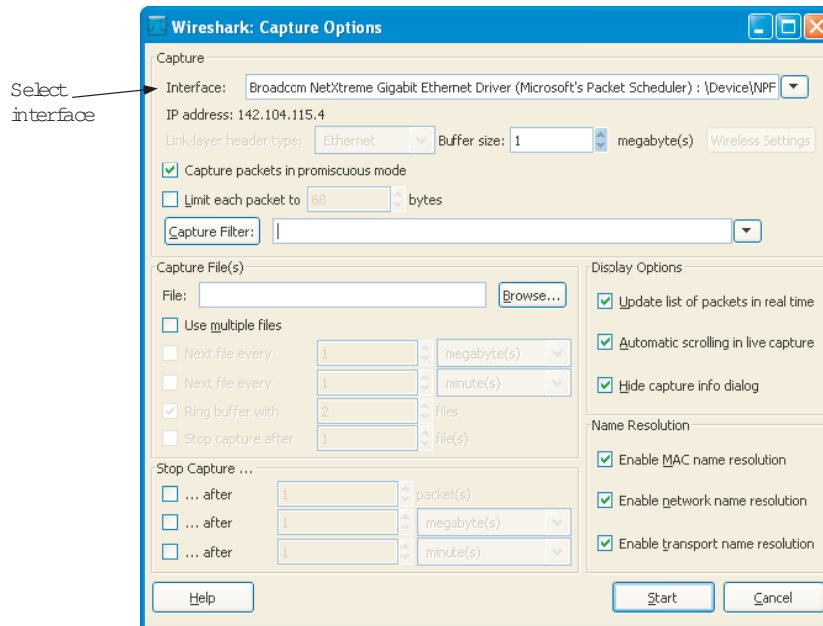 Wireshark: Capture Options
Capture
Select
interface
Interface: Broadccm NetXtreme Gigabit Ethernet Driver (Microsoft's Packet Scheduler) : \Device\NPF
IP address: 142.104.115.4
Link-layer header type: Ethernet Buffer size: 1 megabyte(s) Wireless Settings
Capture packets in promiscuous mode
Limit each packet to 68 bytes
Capture Filter:
Capture File(s)
File: Browse...
Use multiple files
Next file every 1 megabyte(s)
Next file every 1 minute(s)
Ring buffer with 2 files
Stop capture after 1 file(s)
Stop Capture ...
... after 1 packet(s)
... after 1 megabyte(s)
... after 1 minute(s)
Display Options
Update list of packets in real time
Automatic scrolling in live capture
Hide capture info dialog
Name Resolution
Enable MAC name resolution
Enable network name resolution
Enable transport name resolution
Help Start Cancel